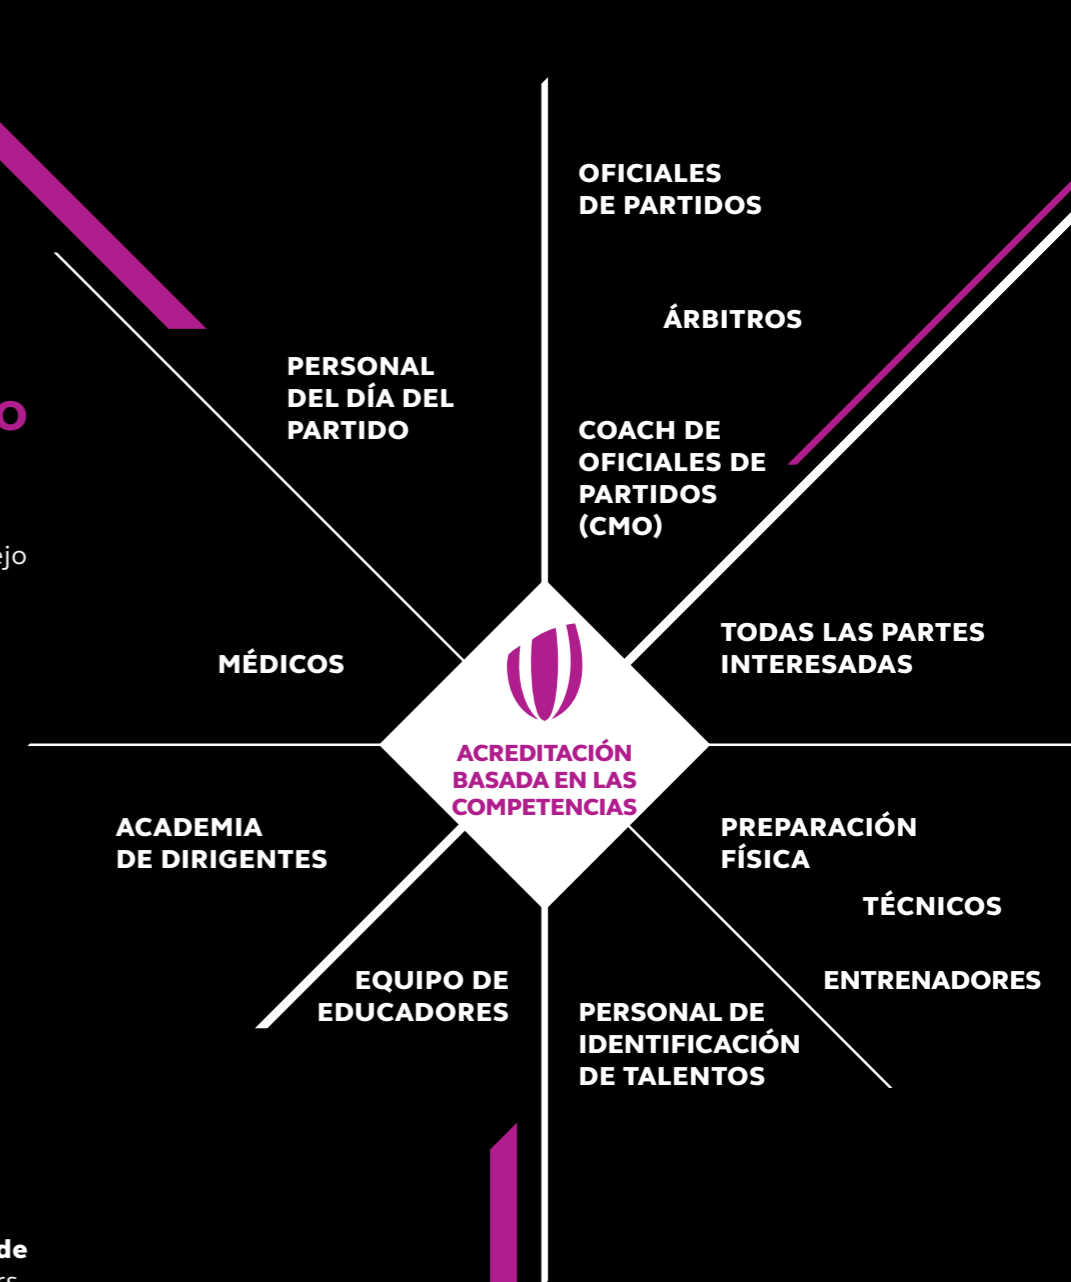 OFICIALES
DE PARTIDOS
ÁRBITROS
PERSONAL
DEL DÍA DEL
PARTIDO
COACH DE
OFICIALES DE
PARTIDOS
(CMO)
TODAS LAS PARTES
INTERESADAS
MÉDICOS
ACREDITACIÓN
BASADA EN LAS
COMPETENCIAS
ACADEMIA
DE DIRIGENTES
PREPARACIÓN
FÍSICA
TÉCNICOS
ENTRENADORES
EQUIPO DE
EDUCADORES
PERSONAL DE
IDENTIFICACIÓN
DE TALENTOS
de